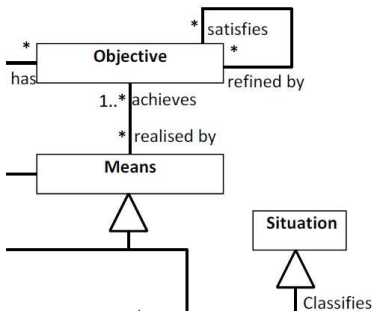 * satisfies
*
Objective
*
has
refined by
1..* achieves
* realised by
Means
Situation
Classifies